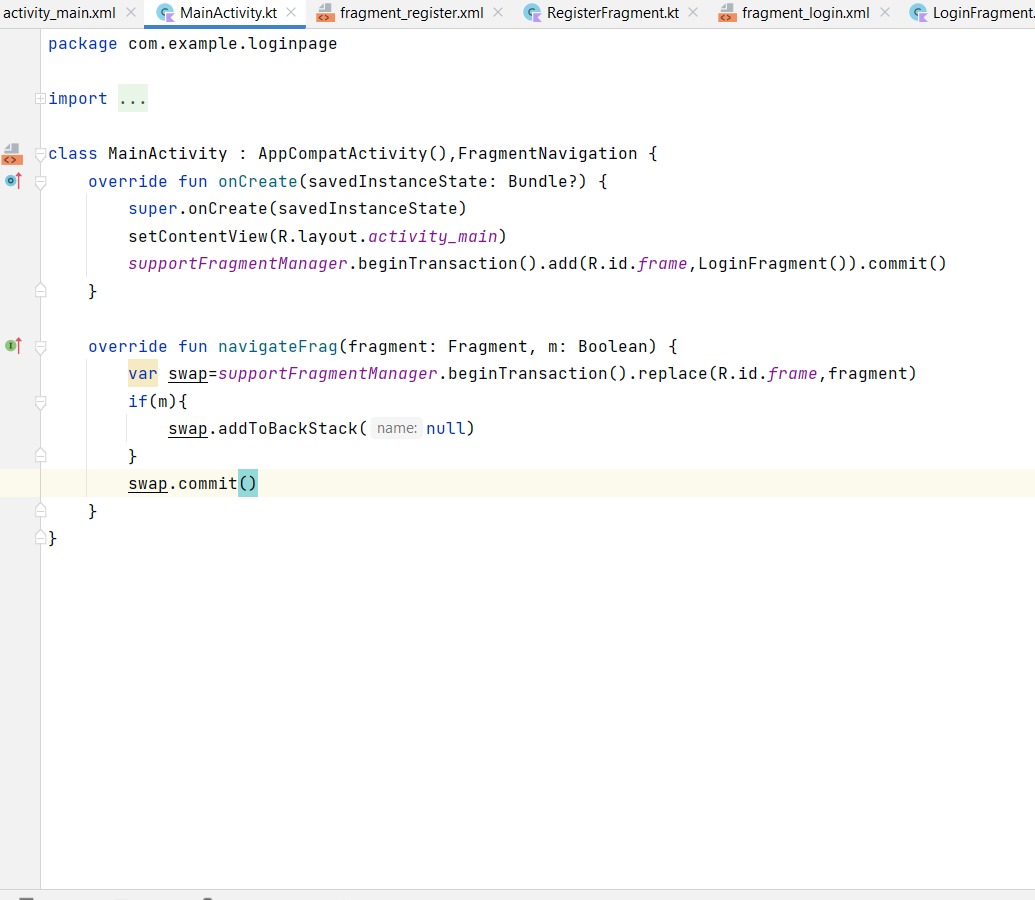 activity_main.xml MainActivity.kt fragment_register.xml RegisterFragment.kt fragment_login.xml LoginFragment.
package com.example.loginpage
import ...
class MainActivity : AppCompatActivity(),FragmentNavigation {
override fun onCreate(savedInstanceState: Bundle?) {
super.onCreate(savedInstanceState)
setContentView(R.layout.activity_main)
supportFragmentManager.beginTransaction().add(R.id.frame,LoginFragment()).commit()
}
override fun navigateFrag(fragment: Fragment, m: Boolean) {
var swap=supportFragmentManager.beginTransaction().replace(R.id.frame,fragment)
if(m){
swap.addToBackStack( name: null)
}
swap.commit()
}
}